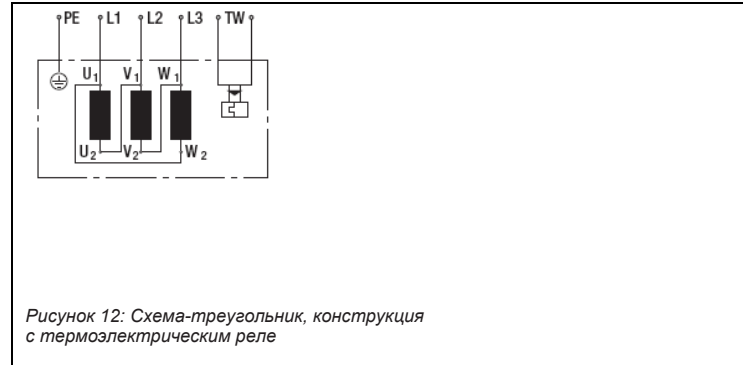 PE L1 L2 L3 TW
U1 V1 W1
U2 V2 W2
Рисунок 12: Схема-треугольник, конструкция
с термоэлектрическим реле